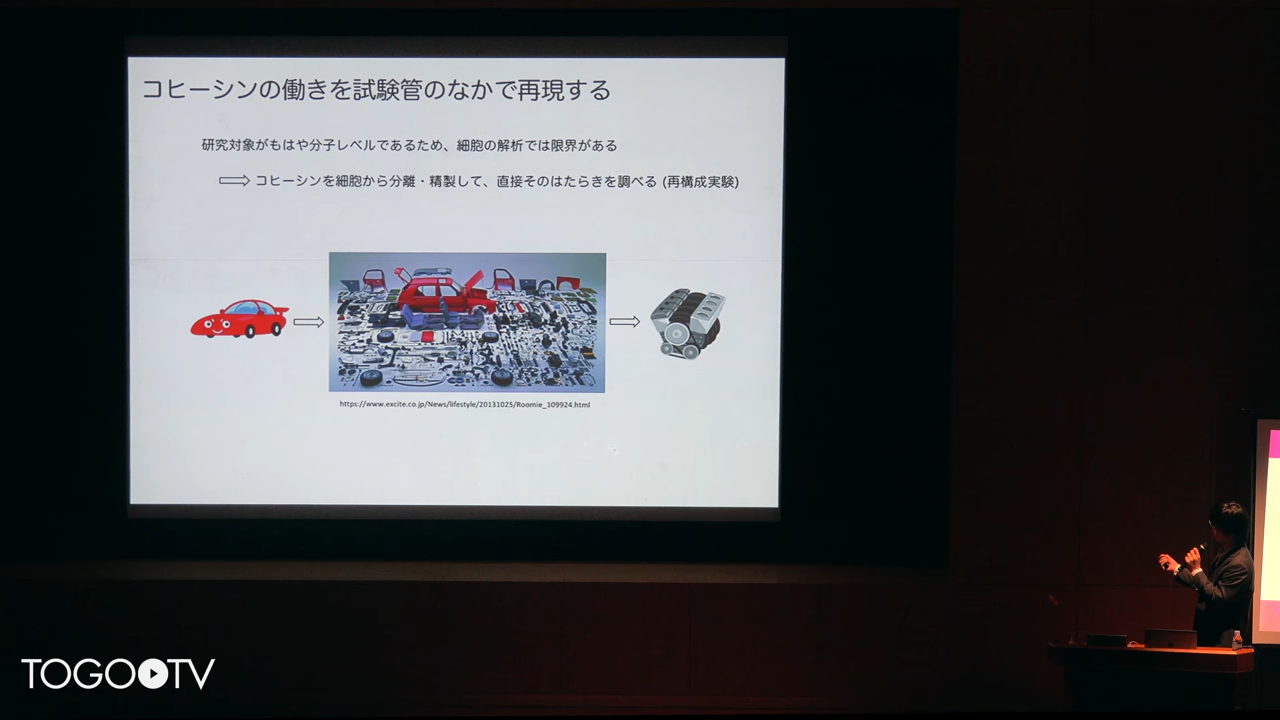 コヒーシンの働きを試験管のなかで再現する
研究対象がもはや分子レベルであるため、細胞の解析では限界がある
コヒーシンを細胞から分離・精製して、直接そのはたらきを調べる (再構成実験)
https://www.excite.co.jp/News/lifestyle/20131025/Roomie_109924.html
TOGOTV